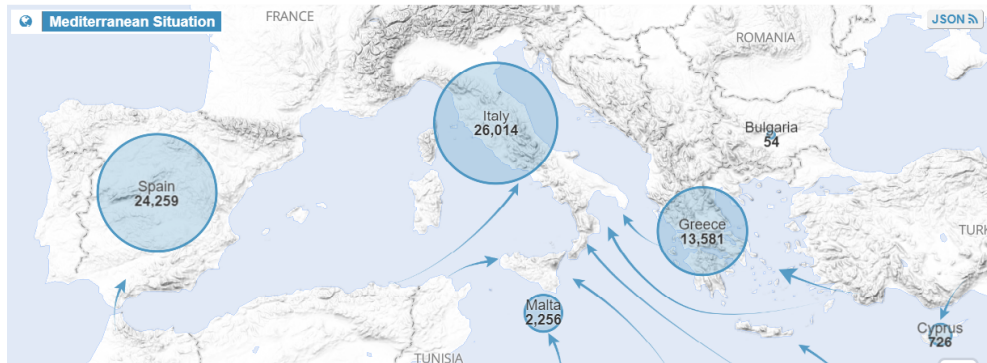 Mediterranean Situation
JSON
FRANCE
ROMANIA
Italy
26,014
Bulgaria
54
Spain
24,259
Greece
13,581
TURK
Malta
2,256
Cyprus
726
TUNISIA